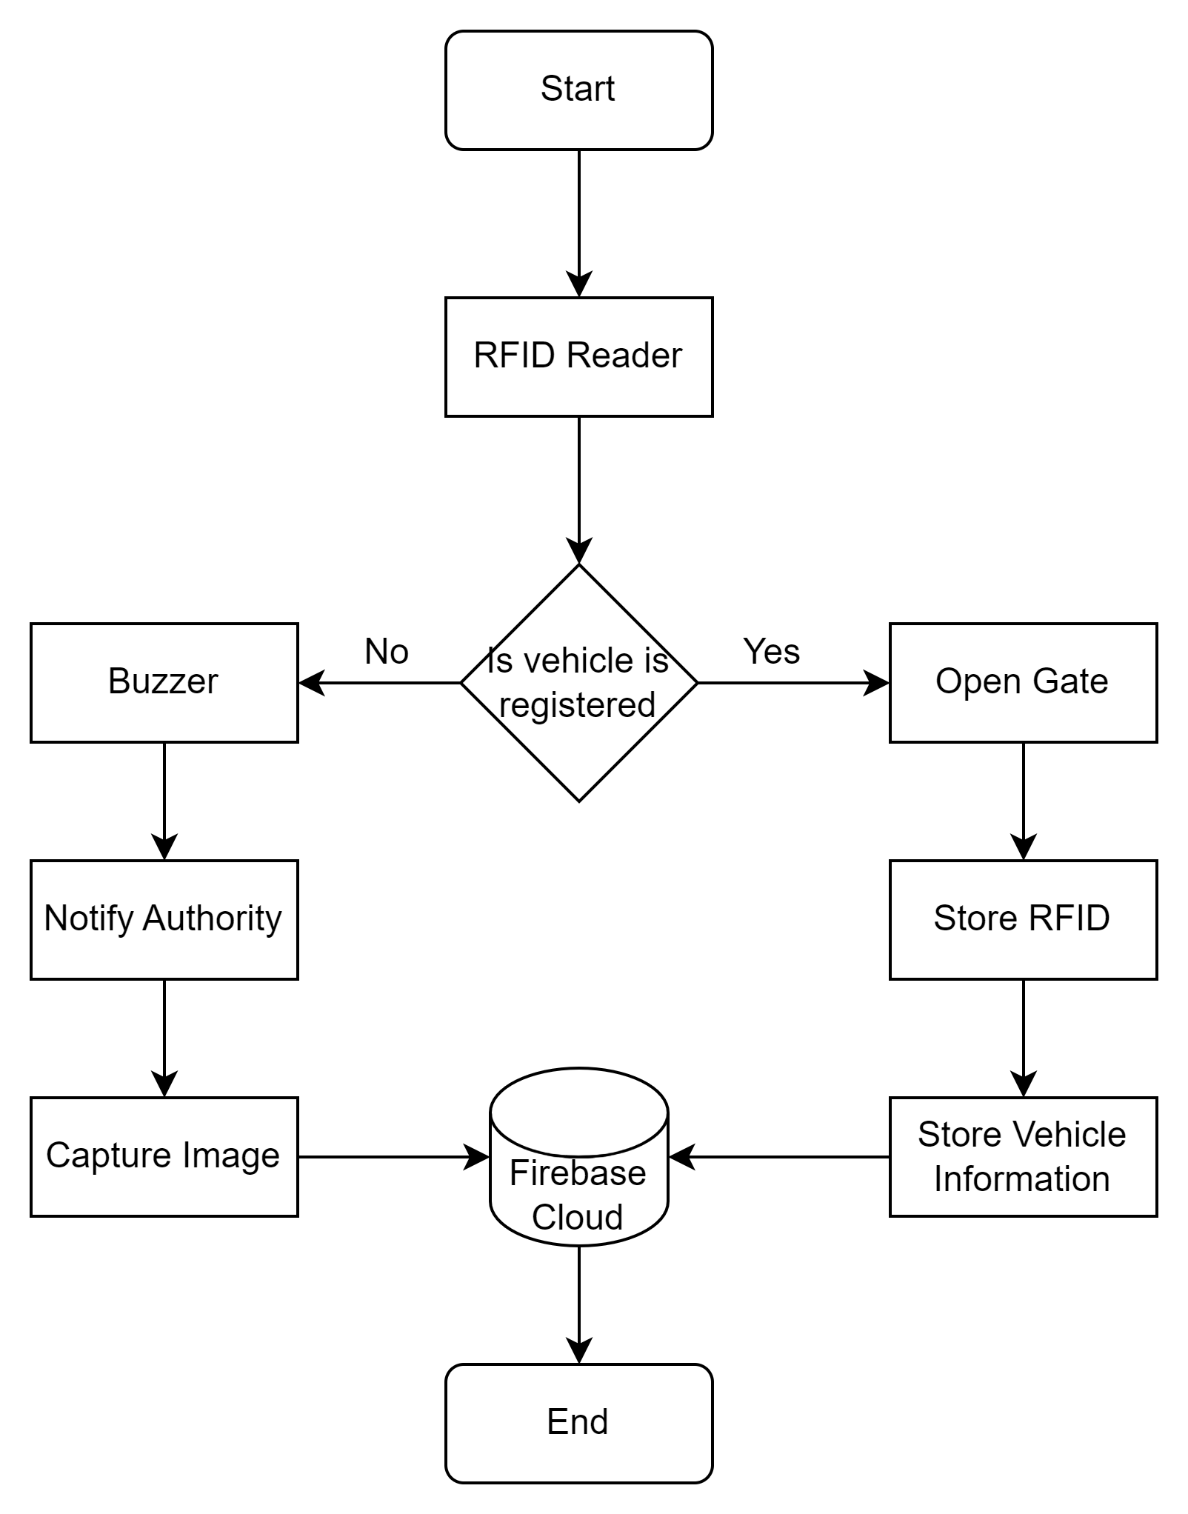 Start
RFID Reader
Is vehicle is
registered
No
Yes
Buzzer
Open Gate
Notify Authority
Store RFID
Capture Image
Firebase
Cloud
Store Vehicle
Information
End